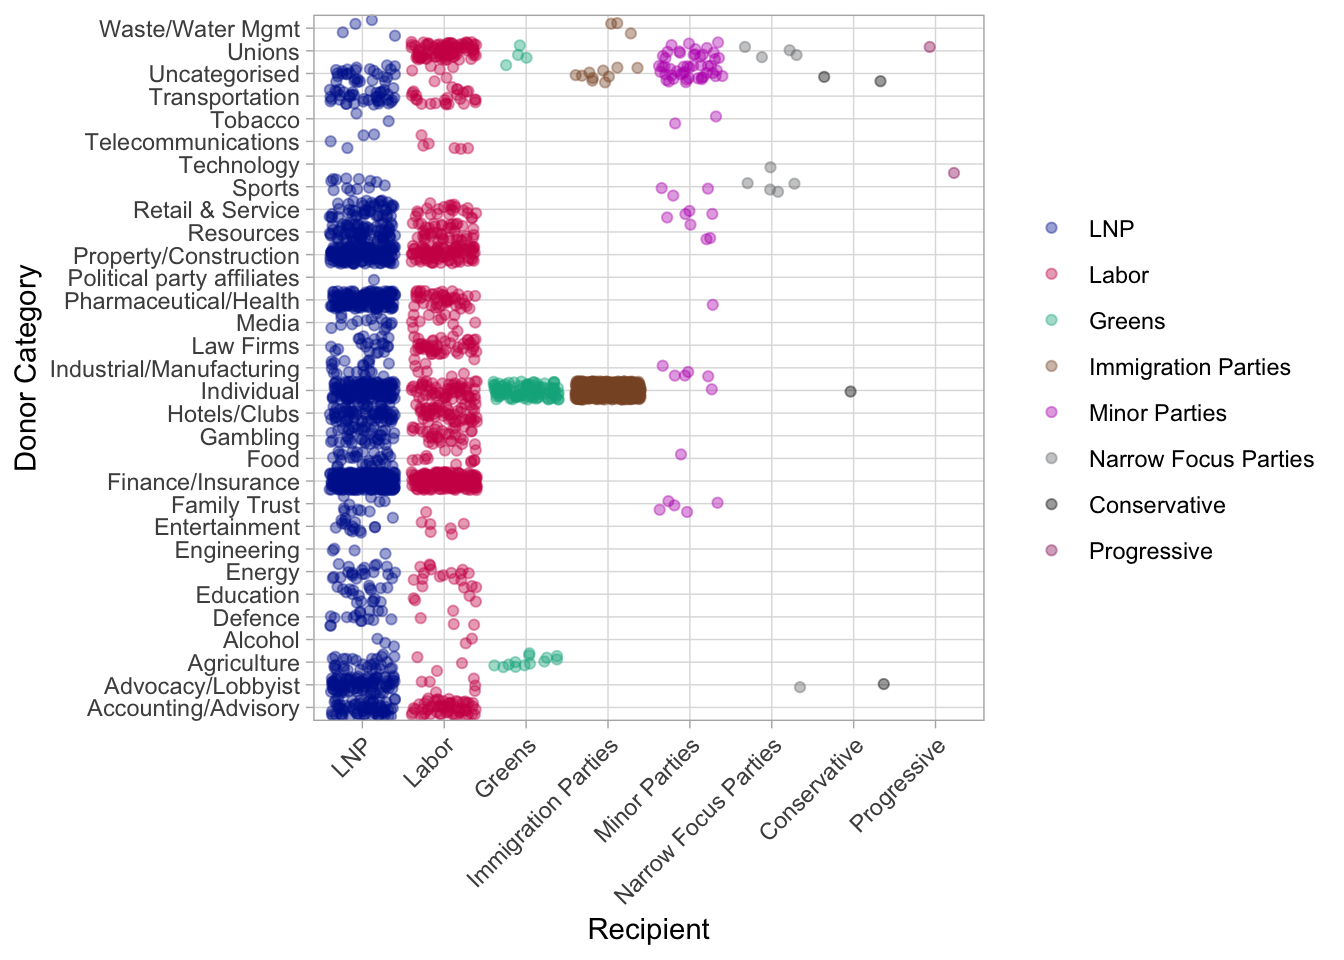 Donor Category
Waste/Water Mgmt
Unions
Uncategorised
Transportation
Tobacco
Telecommunications
Technology
Sports
Retail & Service
Resources
Property/Construction
Political party affiliates
Pharmaceutical/Health
Media
Law Firms
Industrial/Manufacturing
Individual
Hotels/Clubs
Gambling
Food
Finance/Insurance
Family Trust
Entertainment
Engineering
Energy
Education
Defence
Alcohol
Agriculture
Advocacy/Lobbyist
Accounting/Advisory
LNP
Labor
Greens
Immigration Parties
Minor Parties
Narrow Focus Parties
Conservative
Progressive
Recipient
LNP
Labor
Greens
Immigration Parties
Minor Parties
Narrow Focus Parties
Conservative
Progressive